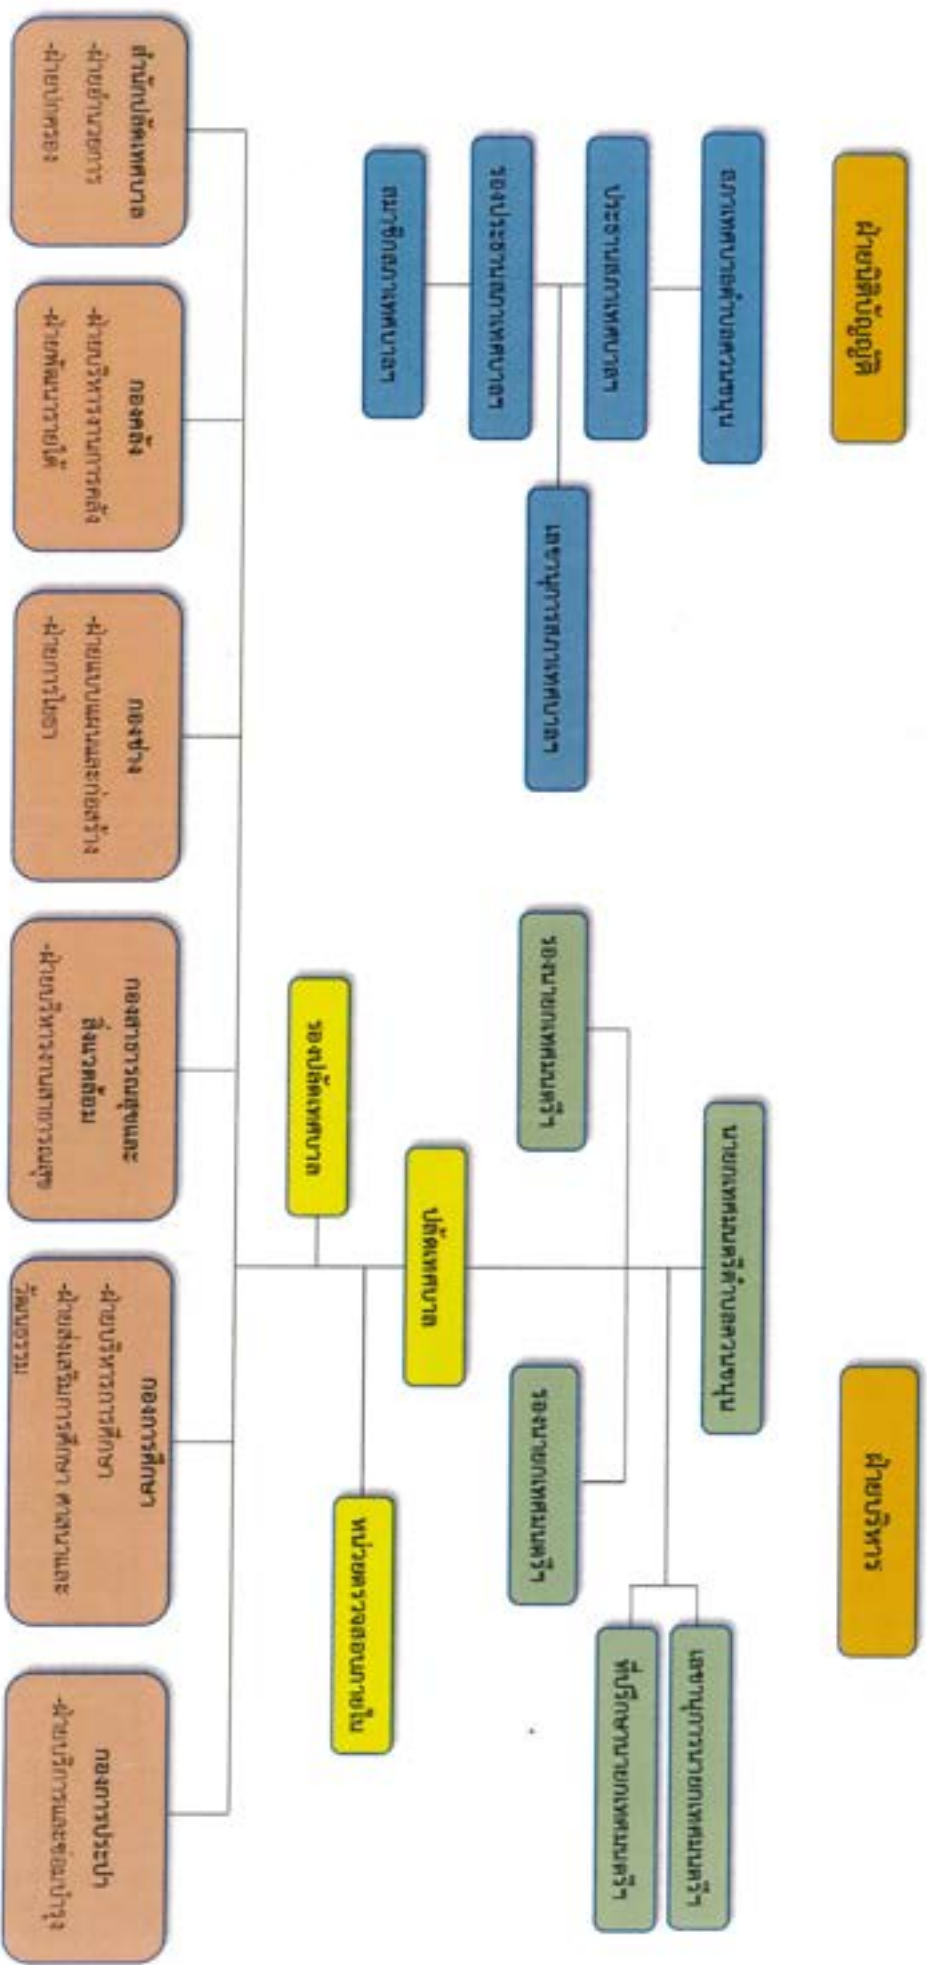 ฝ่ายนิติบัญญัติ
ฝ่ายบริหาร
สภาเทศบาลตำบลควนขนุน
นายกเทศมนตรีตำบลควนขนุน
เลขานุการนายกเทศมนตรีฯ
ที่ปรึกษานายกเทศมนตรีฯ
ประธานสภาเทศบาลฯ
เลขานุการสภาเทศบาลฯ
รองนายกเทศมนตรีฯ
รองนายกเทศมนตรีฯ
รองประธานสภาเทศบาลฯ
สมาชิกสภาเทศบาลฯ
ปลัดเทศบาล
หน่วยตรวจสอบภายใน
รองปลัดเทศบาล
สำนักปลัดเทศบาล
-ฝ่ายอำนวยการ
-ฝ่ายปกครอง
กองคลัง
-ฝ่ายบริหารงานการคลัง
-ฝ่ายพัฒนารายได้
กองช่าง
-ฝ่ายแบบแผนและก่อสร้าง
-ฝ่ายการโยธา
กองสาธารณสุขและ
สิ่งแวดล้อม
-ฝ่ายบริหารงานสาธารณสุข
กองการศึกษา
-ฝ่ายบริหารการศึกษา
-ฝ่ายส่งเสริมการศึกษา ศาสนาและ
วัฒนธรรม
กองการประปา
-ฝ่ายบริการและซ่อมบำรุง